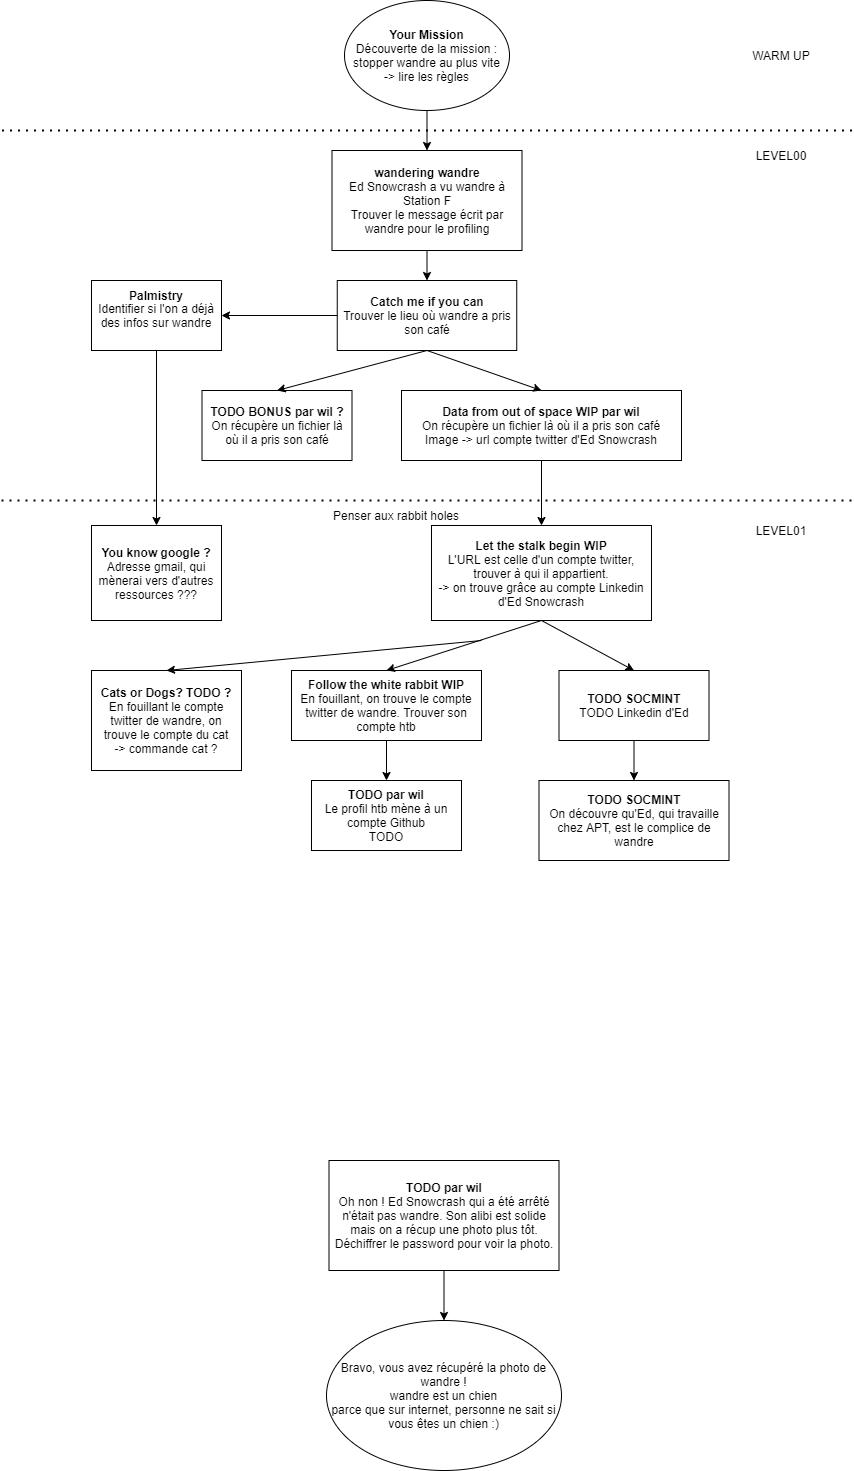 Your Mission
Découverte de la mission :
stopper wandre au plus vite
-> lire les règles
WARM UP
LEVEL00
wandering wandre
Ed Snowcrash a vu wandre à
Station F
Trouver le message écrit par
wandre pour le profiling
Palmistry
Identifier si l'on a déjà
des infos sur wandre
Catch me if you can
Trouver le lieu où wandre a pris
son café
TODO BONUS par wil ?
On récupère un fichier là
où il a pris son café
Data from out of space WIP par wil
On récupère un fichier là où il a pris son café
Image -> url compte twitter d'Ed Snowcrash
Penser aux rabbit holes
LEVEL01
You know google ?
Adresse gmail, qui
mènerai vers d'autres
ressources ???
Let the stalk begin WIP
L'URL est celle d'un compte twitter,
trouver à qui il appartient.
-> on trouve grâce au compte Linkedin
d'Ed Snowcrash
Cats or Dogs? TODO ?
En fouillant le compte
twitter de wandre, on
trouve le compte du cat
-> commande cat ?
Follow the white rabbit WIP
En fouillant, on trouve le compte
twitter de wandre. Trouver son
compte htb
TODO SOCMINT
TODO Linkedin d'Ed
TODO par wil
Le profil htb mène à un
compte Github
TODO
TODO SOCMINT
On découvre qu'Ed, qui travaille
chez APT, est le complice de
wandre
TODO par wil
Oh non ! Ed Snowcrash qui a été arrêté
n'était pas wandre. Son alibi est solide
mais on a récup une photo plus tôt.
Déchiffrer le password pour voir la photo.
Bravo, vous avez récupéré la photo de
wandre !
wandre est un chien
parce que sur internet, personne ne sait si
vous êtes un chien :)